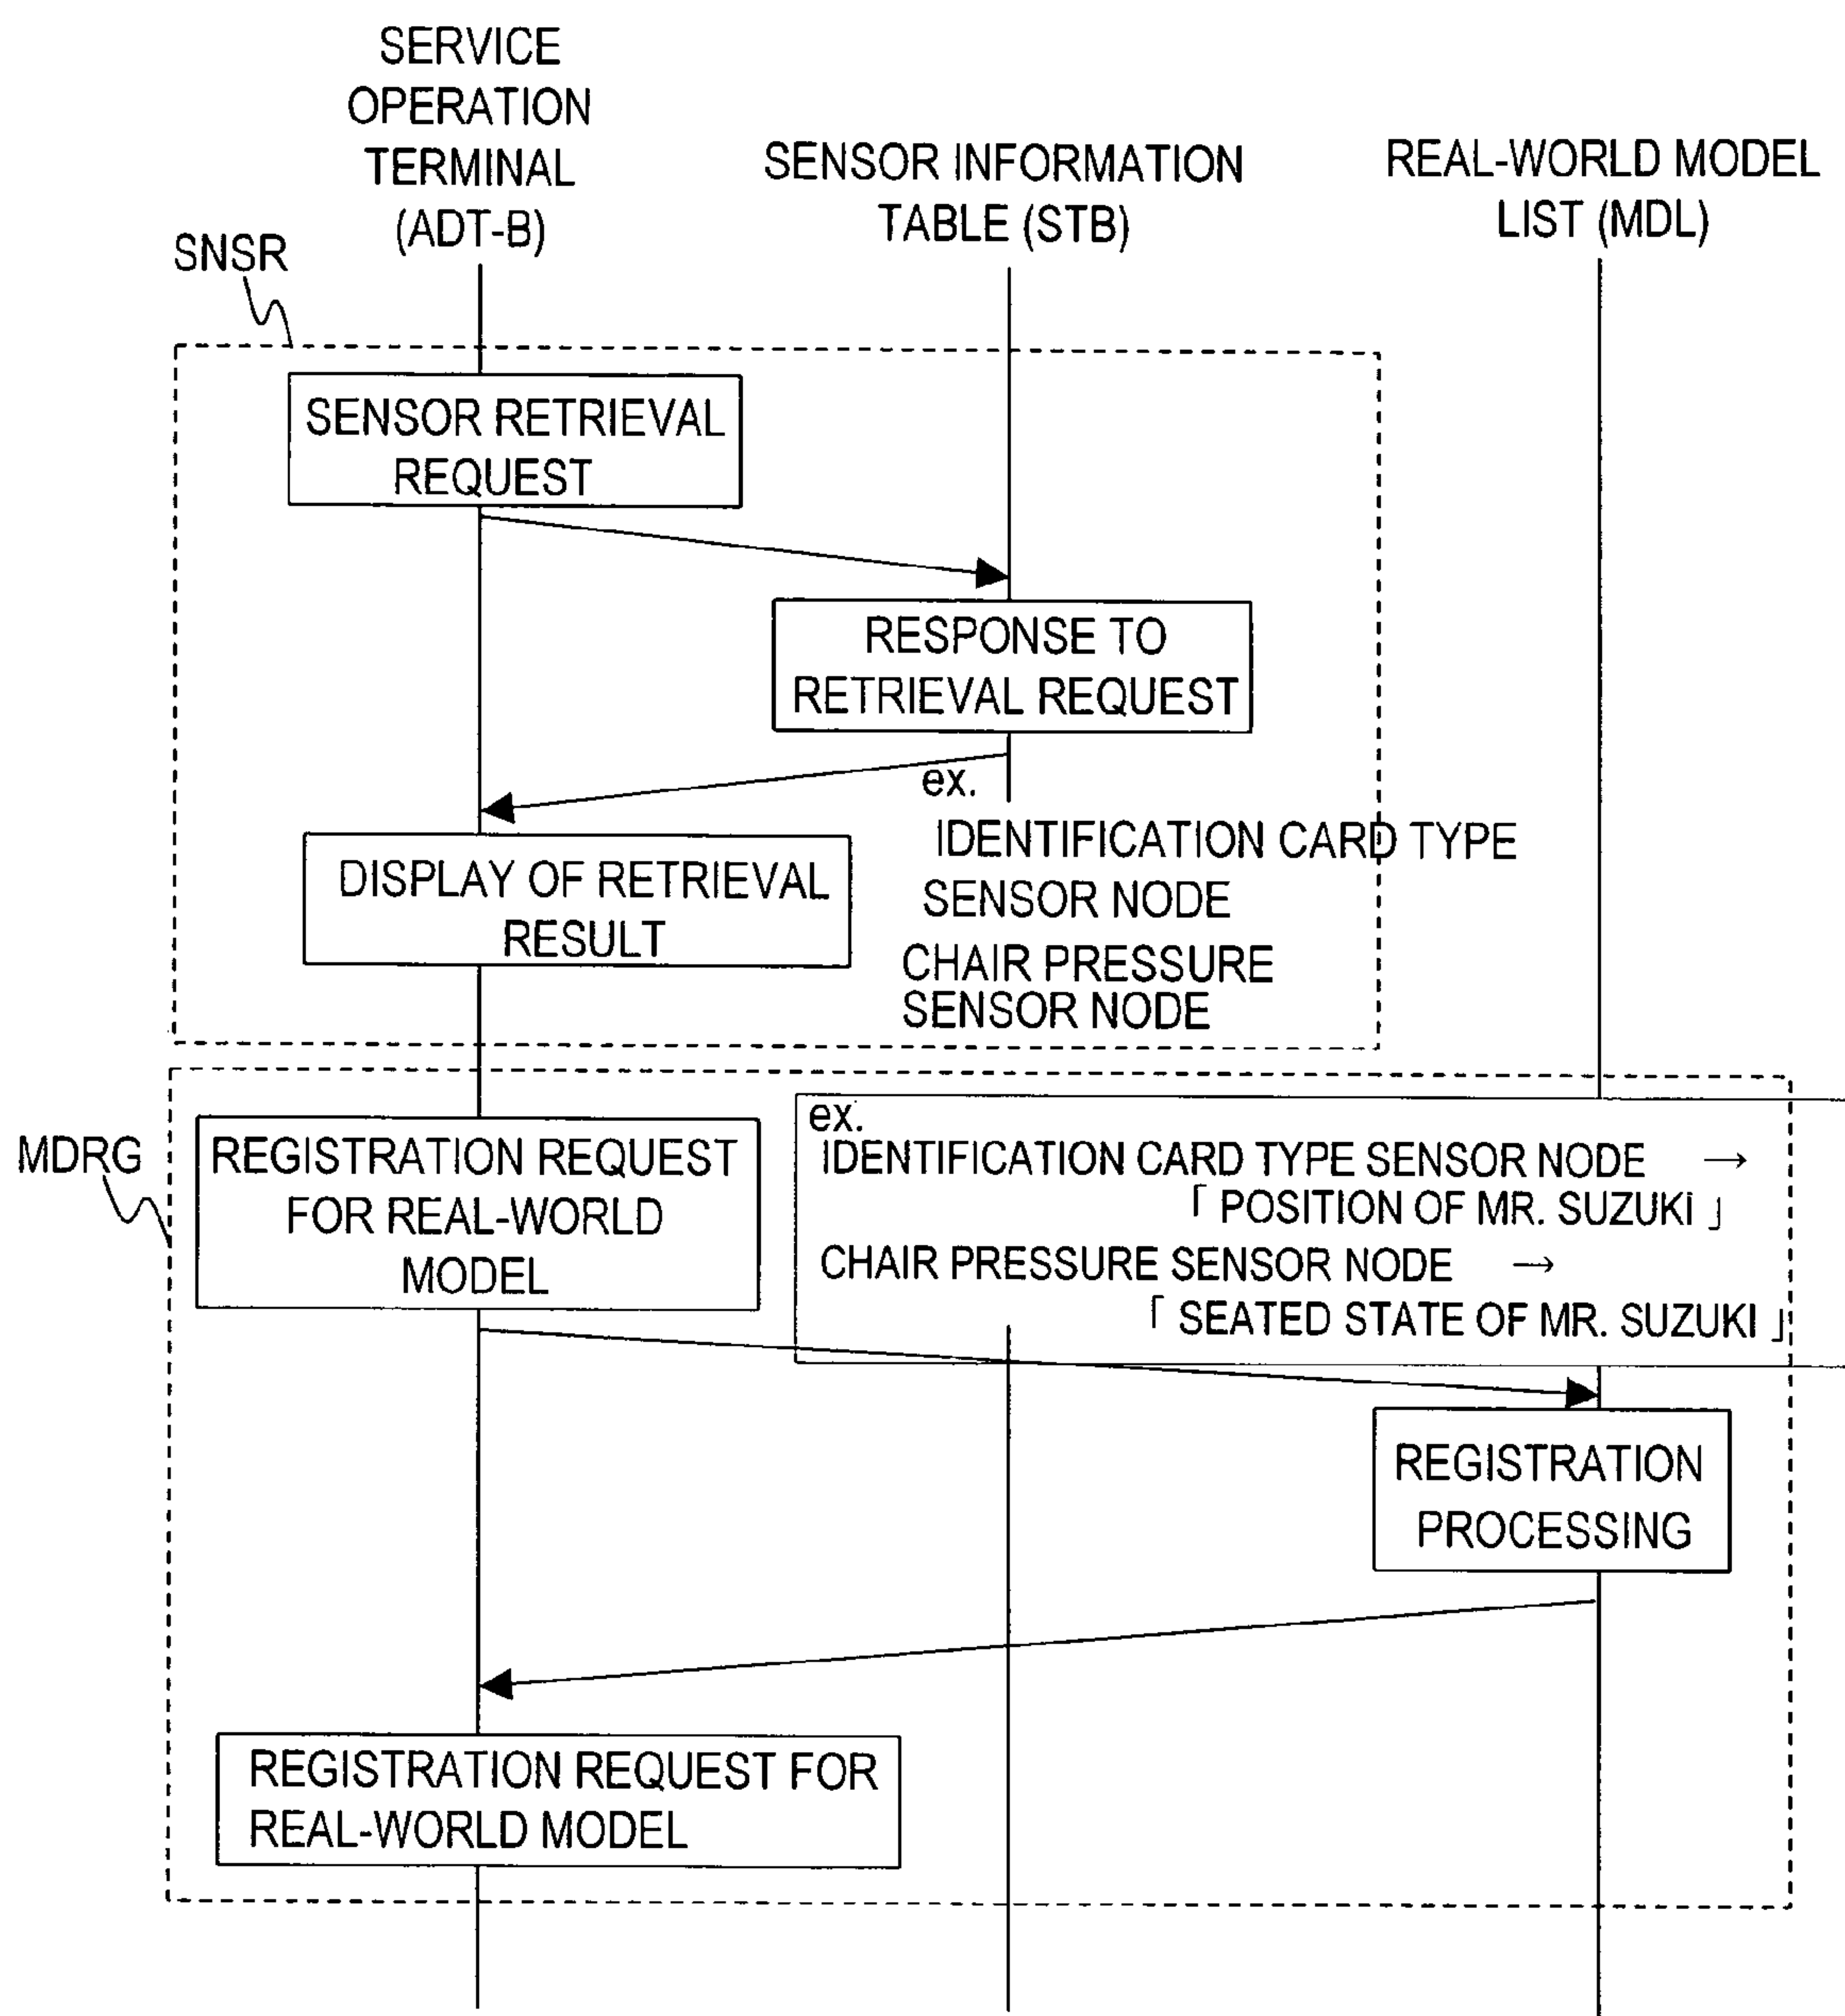 SERVICE
OPERATION
TERMINAL
(ADT-B)
SENSOR INFORMATION
TABLE (STB)
REAL-WORLD MODEL
LIST (MDL)
SNSR
SENSOR RETRIEVAL
REQUEST
RESPONSE TO
RETRIEVAL REQUEST
ex.
IDENTIFICATION CARD TYPE
SENSOR NODE
CHAIR PRESSURE
SENSOR NODE
DISPLAY OF RETRIEVAL
RESULT
MDRG
REGISTRATION REQUEST
FOR REAL-WORLD
MODEL
ex.
IDENTIFICATION CARD TYPE SENSOR NODE →
「 POSITION OF MR. SUZUKI 」
CHAIR PRESSURE SENSOR NODE →
「 SEATED STATE OF MR. SUZUKI 」
REGISTRATION
PROCESSING
REGISTRATION REQUEST FOR
REAL-WORLD MODEL